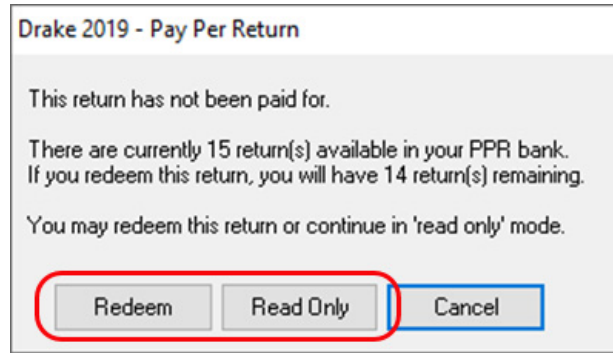 Drake 2019 - Pay Per Return
This return has not been paid for.
There are currently 15 return(s) available in your PPR bank.
If you redeem this return, you will have 14 return(s) remaining.
You may redeem this return or continue in 'read only' mode.
Redeem Read Only Cancel